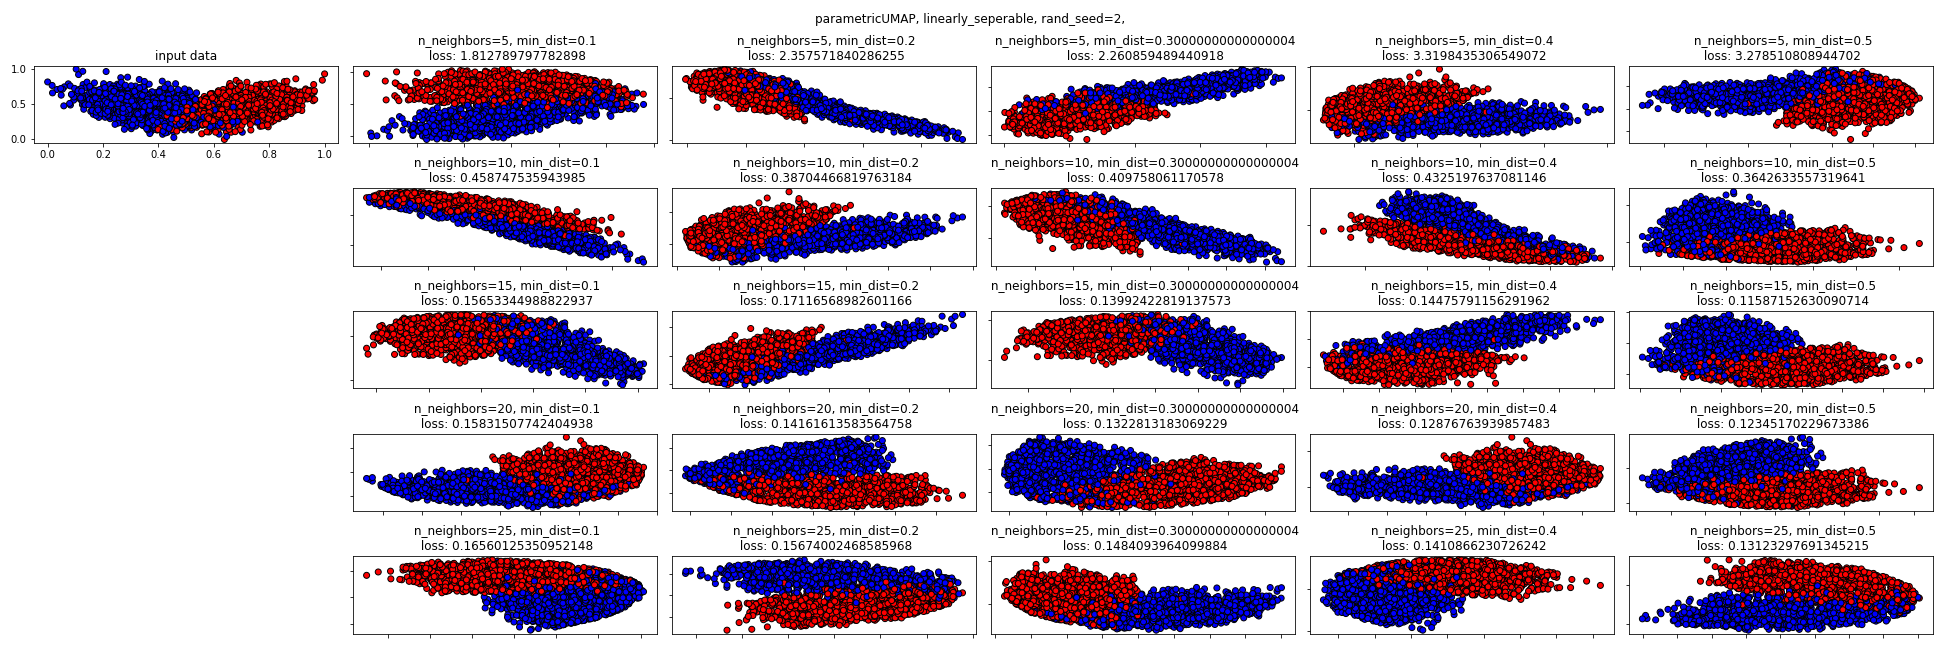 parametricUMAP, linearly_seperable, rand_seed=2,
input data
1.0
0.5
0.0
0.0 0.2 0.4 0.6 0.8 1.0
n_neighbors=5, min_dist=0.1
loss: 1.812789797782898
n_neighbors=5, min_dist=0.2
loss: 2.357571840286255
n_neighbors=5, min_dist=0.30000000000000004
loss: 2.260859489440918
n_neighbors=5, min_dist=0.4
loss: 3.3198435306549072
n_neighbors=5, min_dist=0.5
loss: 3.278510808944702
n_neighbors=10, min_dist=0.1
loss: 0.458747535943985
n_neighbors=10, min_dist=0.2
loss: 0.38704466819763184
n_neighbors=10, min_dist=0.30000000000000004
loss: 0.409758061170578
n_neighbors=10, min_dist=0.4
loss: 0.4325197637081146
n_neighbors=10, min_dist=0.5
loss: 0.3642633557319641
n_neighbors=15, min_dist=0.1
loss: 0.15653344988822937
n_neighbors=15, min_dist=0.2
loss: 0.17116568982601166
n_neighbors=15, min_dist=0.30000000000000004
loss: 0.13992422819137573
n_neighbors=15, min_dist=0.4
loss: 0.14475791156291962
n_neighbors=15, min_dist=0.5
loss: 0.11587152630090714
n_neighbors=20, min_dist=0.1
loss: 0.15831507742404938
n_neighbors=20, min_dist=0.2
loss: 0.14161613583564758
n_neighbors=20, min_dist=0.30000000000000004
loss: 0.1322813183069229
n_neighbors=20, min_dist=0.4
loss: 0.12876763939857483
n_neighbors=20, min_dist=0.5
loss: 0.12345170229673386
n_neighbors=25, min_dist=0.1
loss: 0.16560125350952148
n_neighbors=25, min_dist=0.2
loss: 0.15674002468585968
n_neighbors=25, min_dist=0.30000000000000004
loss: 0.1484093964099884
n_neighbors=25, min_dist=0.4
loss: 0.1410866230726242
n_neighbors=25, min_dist=0.5
loss: 0.13123297691345215